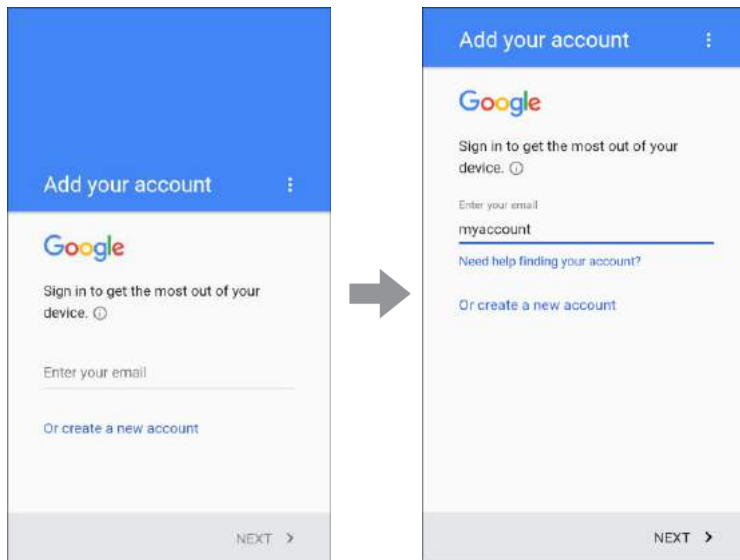 Add your account
Google
Sign in to get the most out of your
device.
Enter your email
Or create a new account
NEXT
Add your account
Google
Sign in to get the most out of your
device.
Enter your email
myaccount
Need help finding your account?
Or create a new account
NEXT